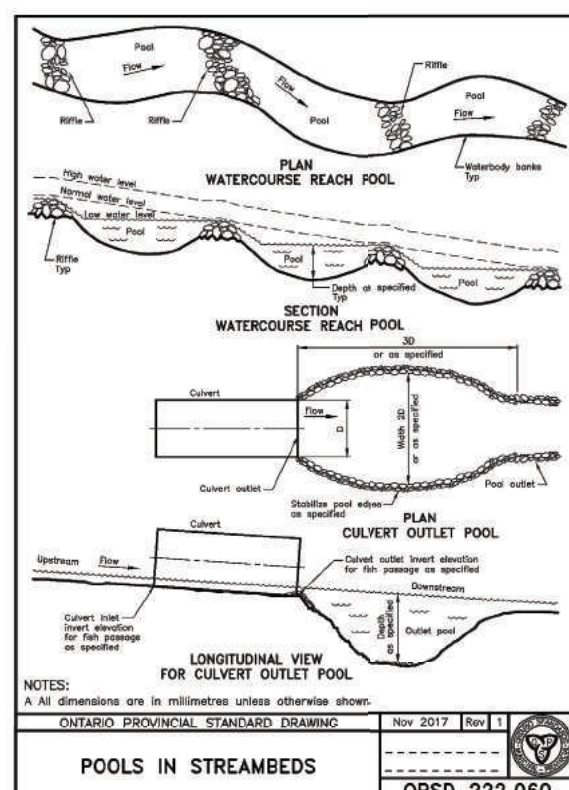 Pool
Flow
Riffle
Riffle
Pool
Riffle
Pool
Flow
Waterbody banks
Typ
PLAN
WATERCOURSE REACH POOL
High water level
Normal water level
Low water level
Pool
Riffle
Typ
Pool
Depth as specified
Typ
Pool
SECTION
WATERCOURSE REACH POOL
3D
or as specified
Culvert
Flow
D
Width 2D
or as specified
Culvert outlet
Stabilize pool edges
as specified
Pool outlet
PLAN
CULVERT OUTLET POOL
Culvert
Upstream
Flow
Culvet outlet invert elevation
for fish passage as specified
Downstream
Culvert inlet
invert elevation
for fish passage
as specified
Depth
as specified
Outlet pool
LONGITUDINAL VIEW
FOR CULVERT OUTLET POOL
NOTES:
A All dimensions are in millimetres unless otherwise shown.
ONTARIO PROVINCIAL STANDARD DRAWING
Nov 2017
Rev
1
POOLS IN STREAMBEDS
OPSD 222.060